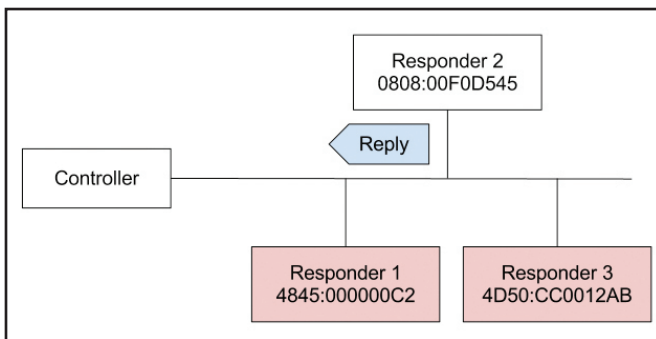 Responder 2
0808:00F0D545
Reply
Controller
Responder 1
4845:000000C2
Responder 3
4D50:CC0012AB